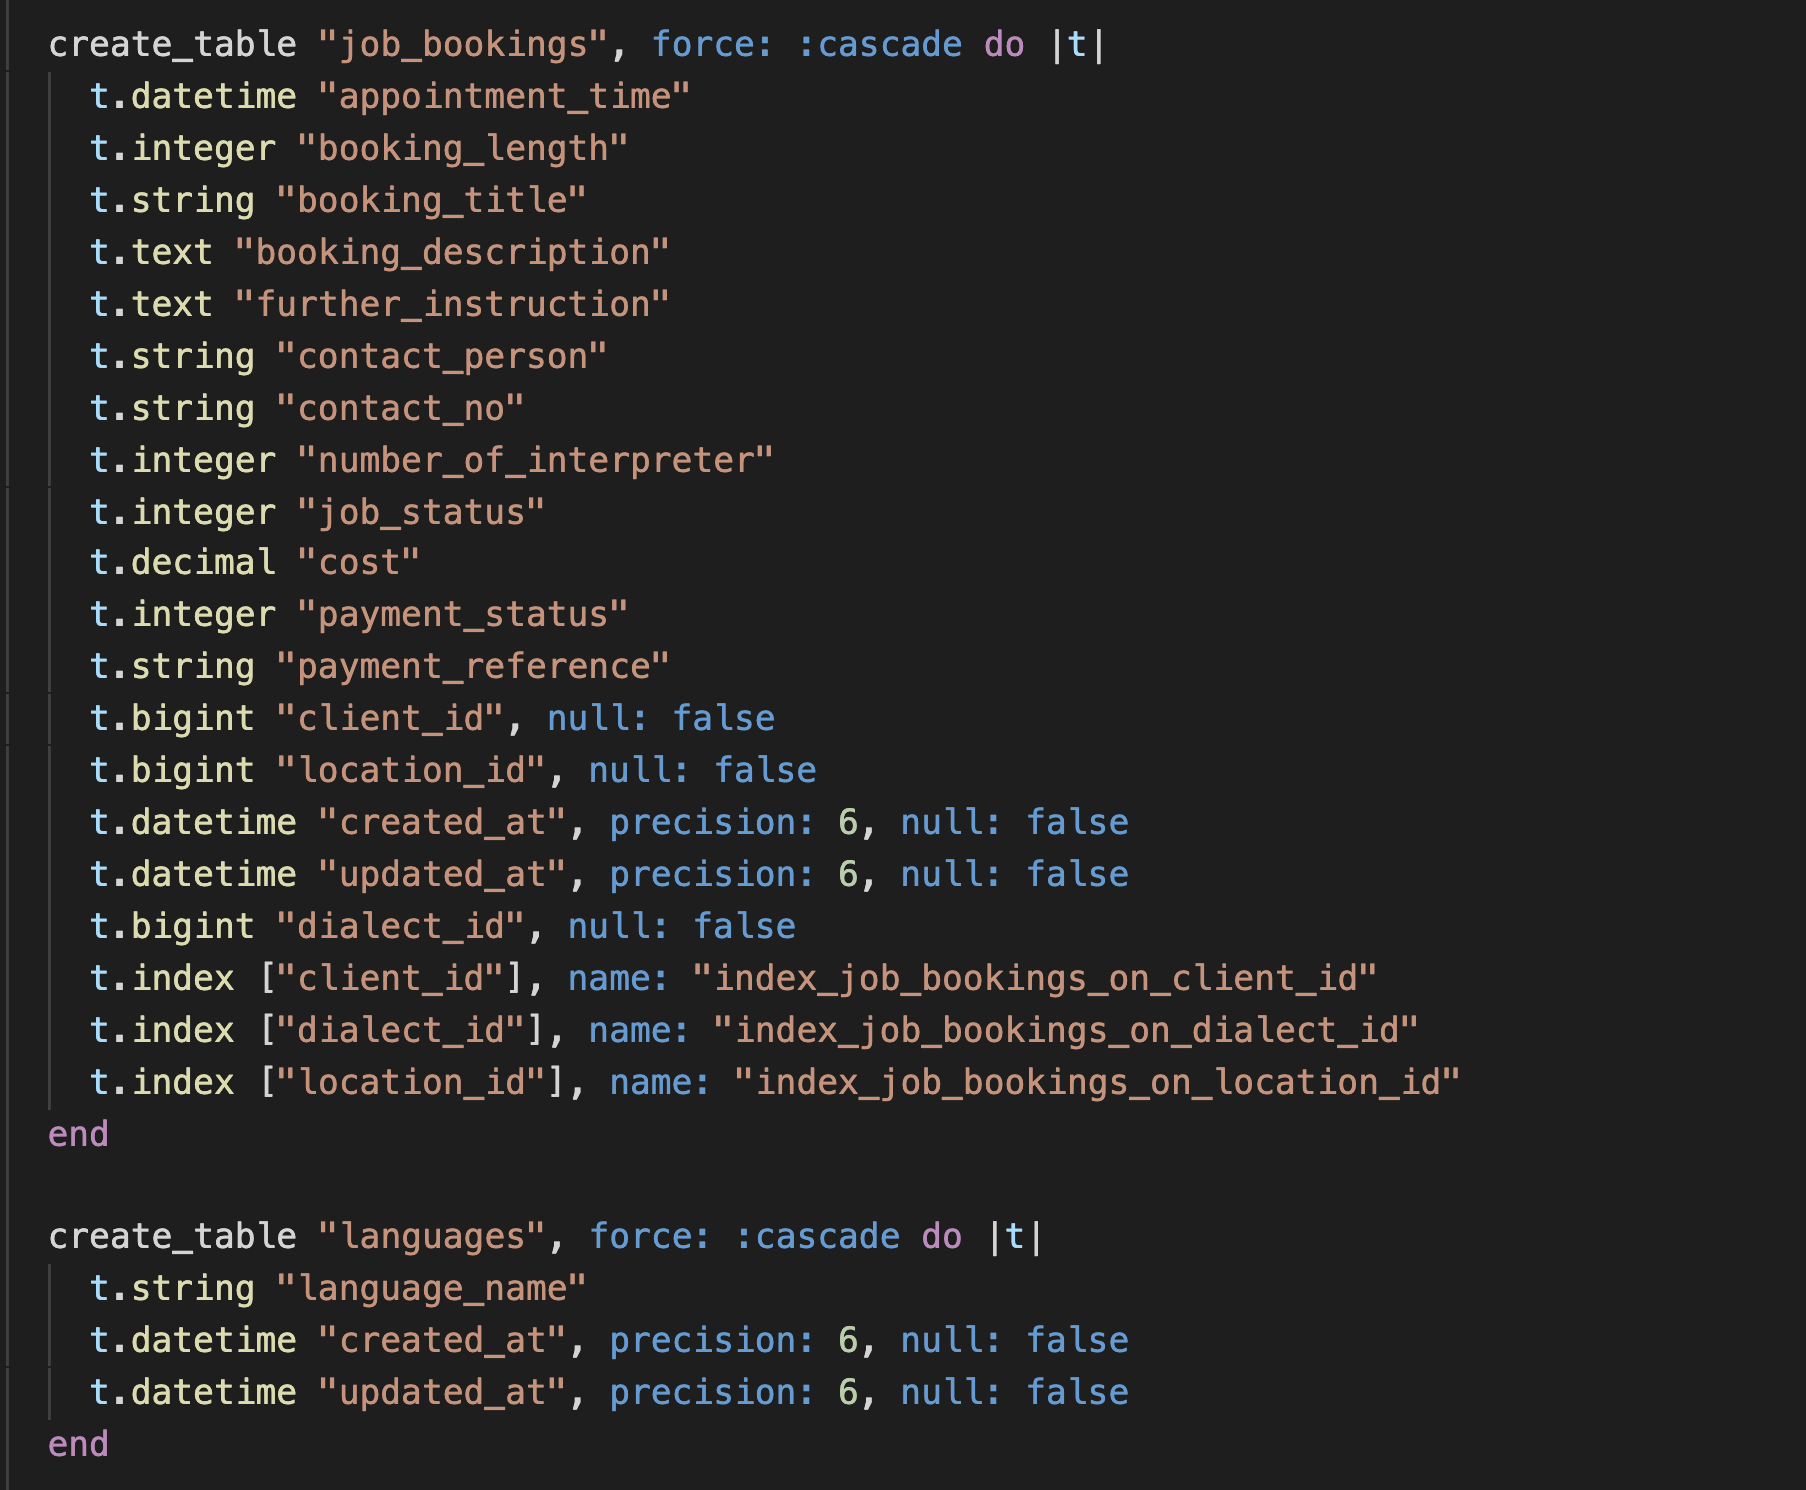 create_table "job_bookings", force: :cascade do |t|
  t.datetime "appointment_time"
  t.integer "booking_length"
  t.string "booking_title"
  t.text "booking_description"
  t.text "further_instruction"
  t.string "contact_person"
  t.string "contact_no"
  t.integer "number_of_interpreter"
  t.integer "job_status"
  t.decimal "cost"
  t.integer "payment_status"
  t.string "payment_reference"
  t.bigint "client_id", null: false
  t.bigint "location_id", null: false
  t.datetime "created_at", precision: 6, null: false
  t.datetime "updated_at", precision: 6, null: false
  t.bigint "dialect_id", null: false
  t.index ["client_id"], name: "index_job_bookings_on_client_id"
  t.index ["dialect_id"], name: "index_job_bookings_on_dialect_id"
  t.index ["location_id"], name: "index_job_bookings_on_location_id"
end

create_table "languages", force: :cascade do |t|
  t.string "language_name"
  t.datetime "created_at", precision: 6, null: false
  t.datetime "updated_at", precision: 6, null: false
end